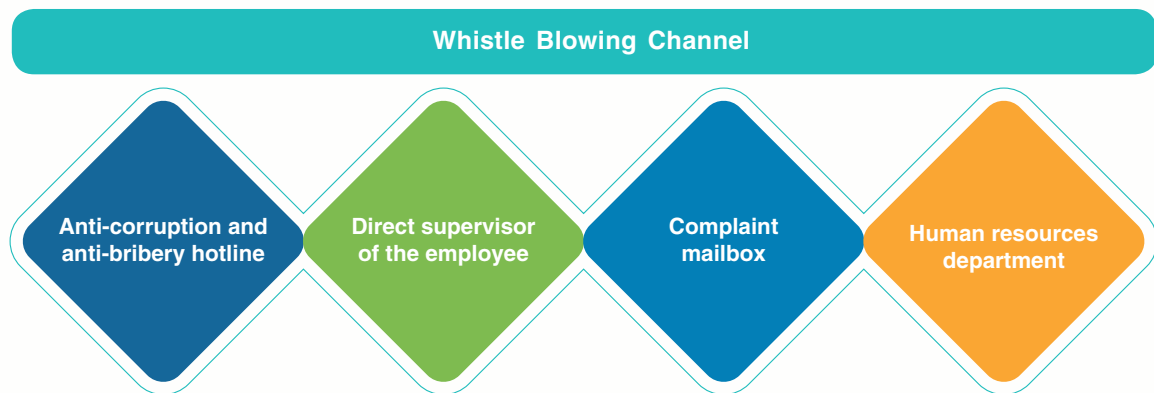 Whistle Blowing Channel
Anti-corruption and
anti-bribery hotline
Direct supervisor
of the employee
Complaint
mailbox
Human resources
department